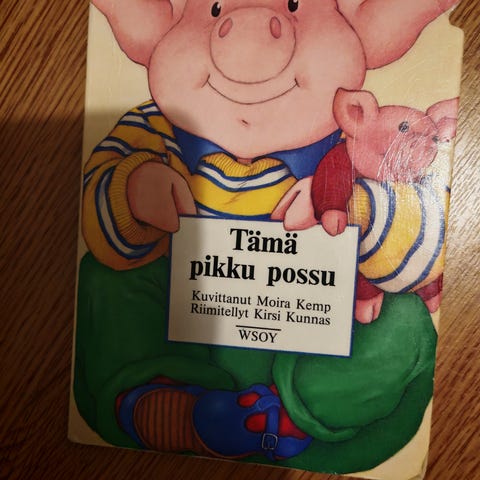 Tämä
pikku possu
Kuvittanut Moira Kemp
Riimitellyt Kirsi Kunnas
WSOY